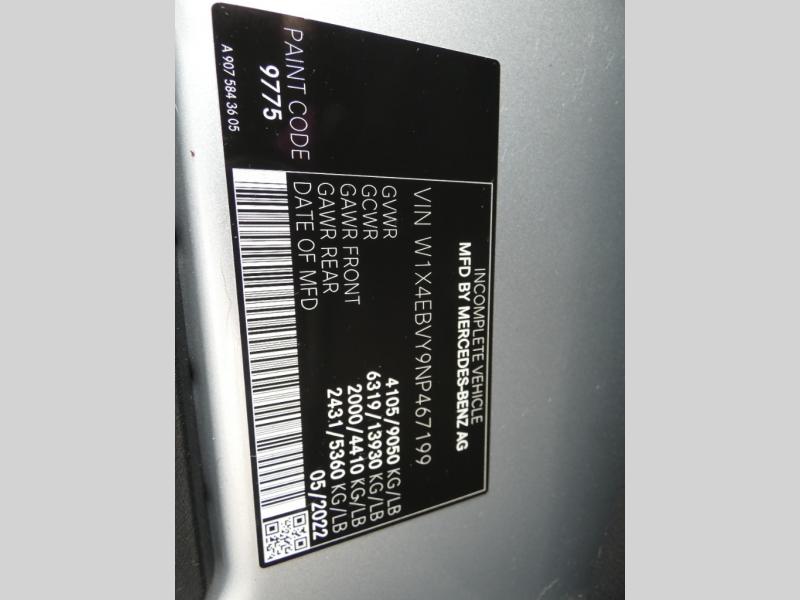 INCOMPLETE VEHICLE
MFD BY MERCEDES-BENZ AG
VIN W1X4EBVY9NP467199
GVWR 4105/9050 KG/LB
GCWR 6319/13930 KG/LB
GAWR FRONT 2000/4410 KG/LB
GAWR REAR 2431/5360 KG/LB
DATE OF MFD 05/2022
PAINT CODE
9775
A 907 584 36 05